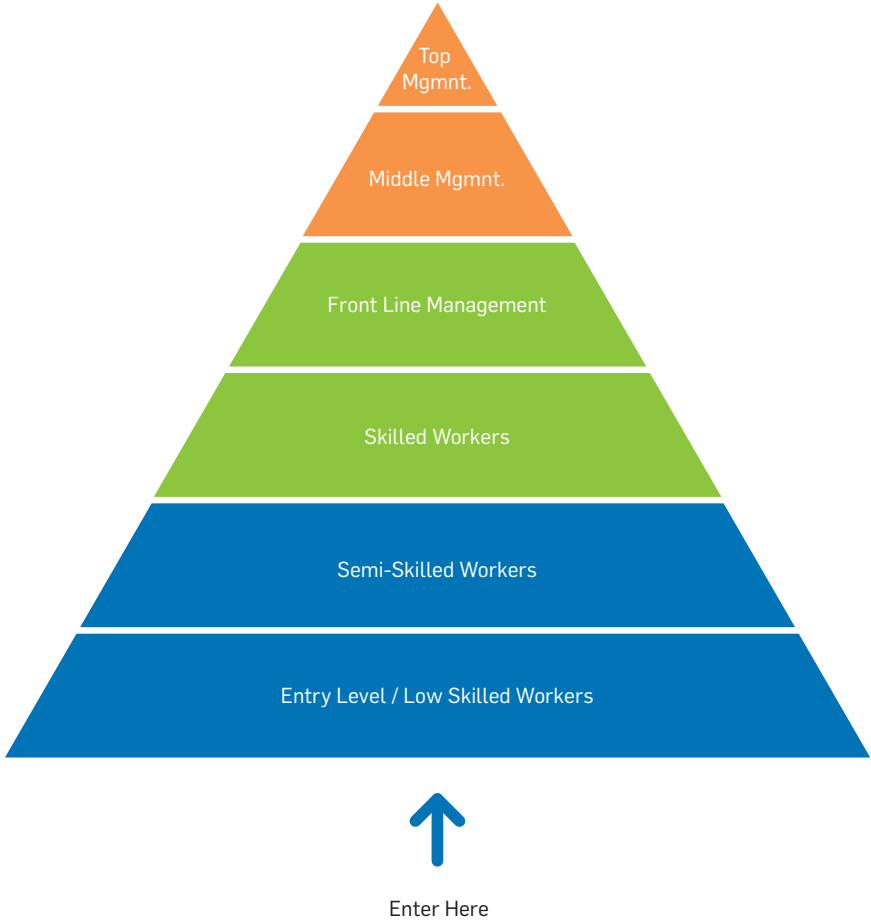 Top
Mgmnt.
Middle Mgmnt.
Front Line Management
Skilled Workers
Semi-Skilled Workers
Entry Level / Low Skilled Workers
Enter Here